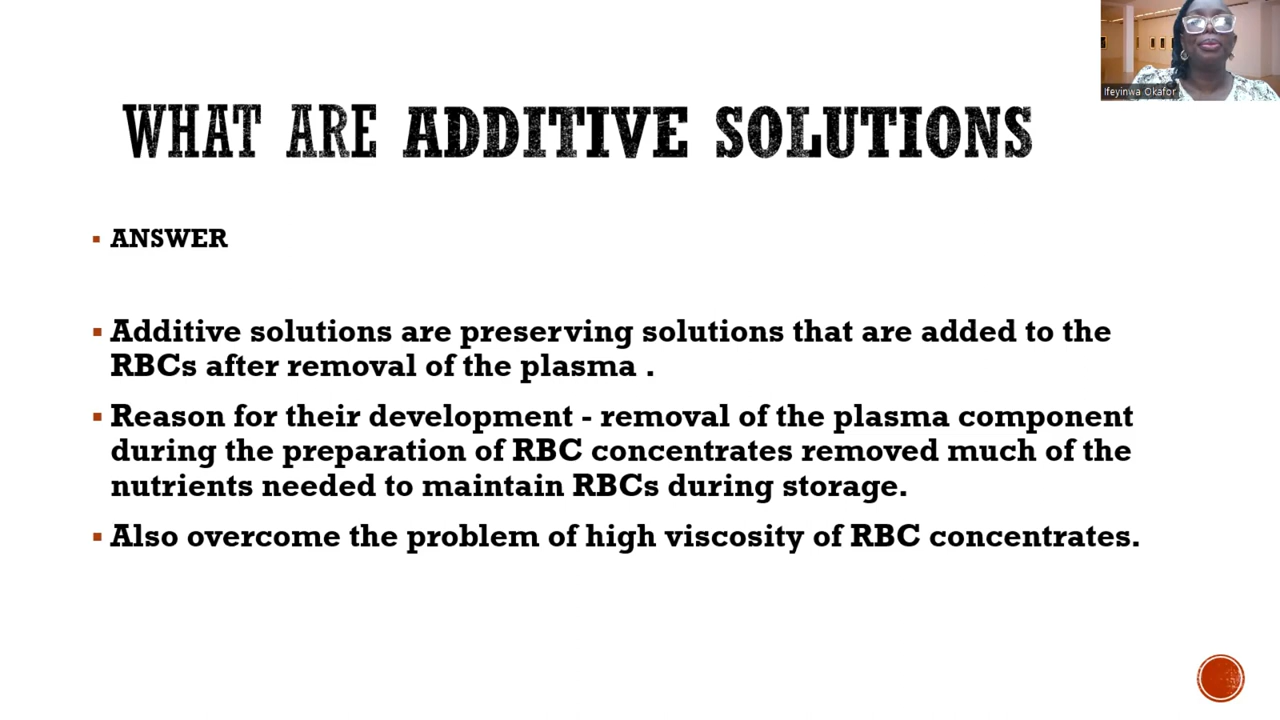 Ifeyinwa Okafor
WHAT ARE ADDITIVE SOLUTIONS
▪ ANSWER
▪ Additive solutions are preserving solutions that are added to the
RBCs after removal of the plasma .
▪ Reason for their development - removal of the plasma component
during the preparation of RBC concentrates removed much of the
nutrients needed to maintain RBCs during storage.
▪ Also overcome the problem of high viscosity of RBC concentrates.